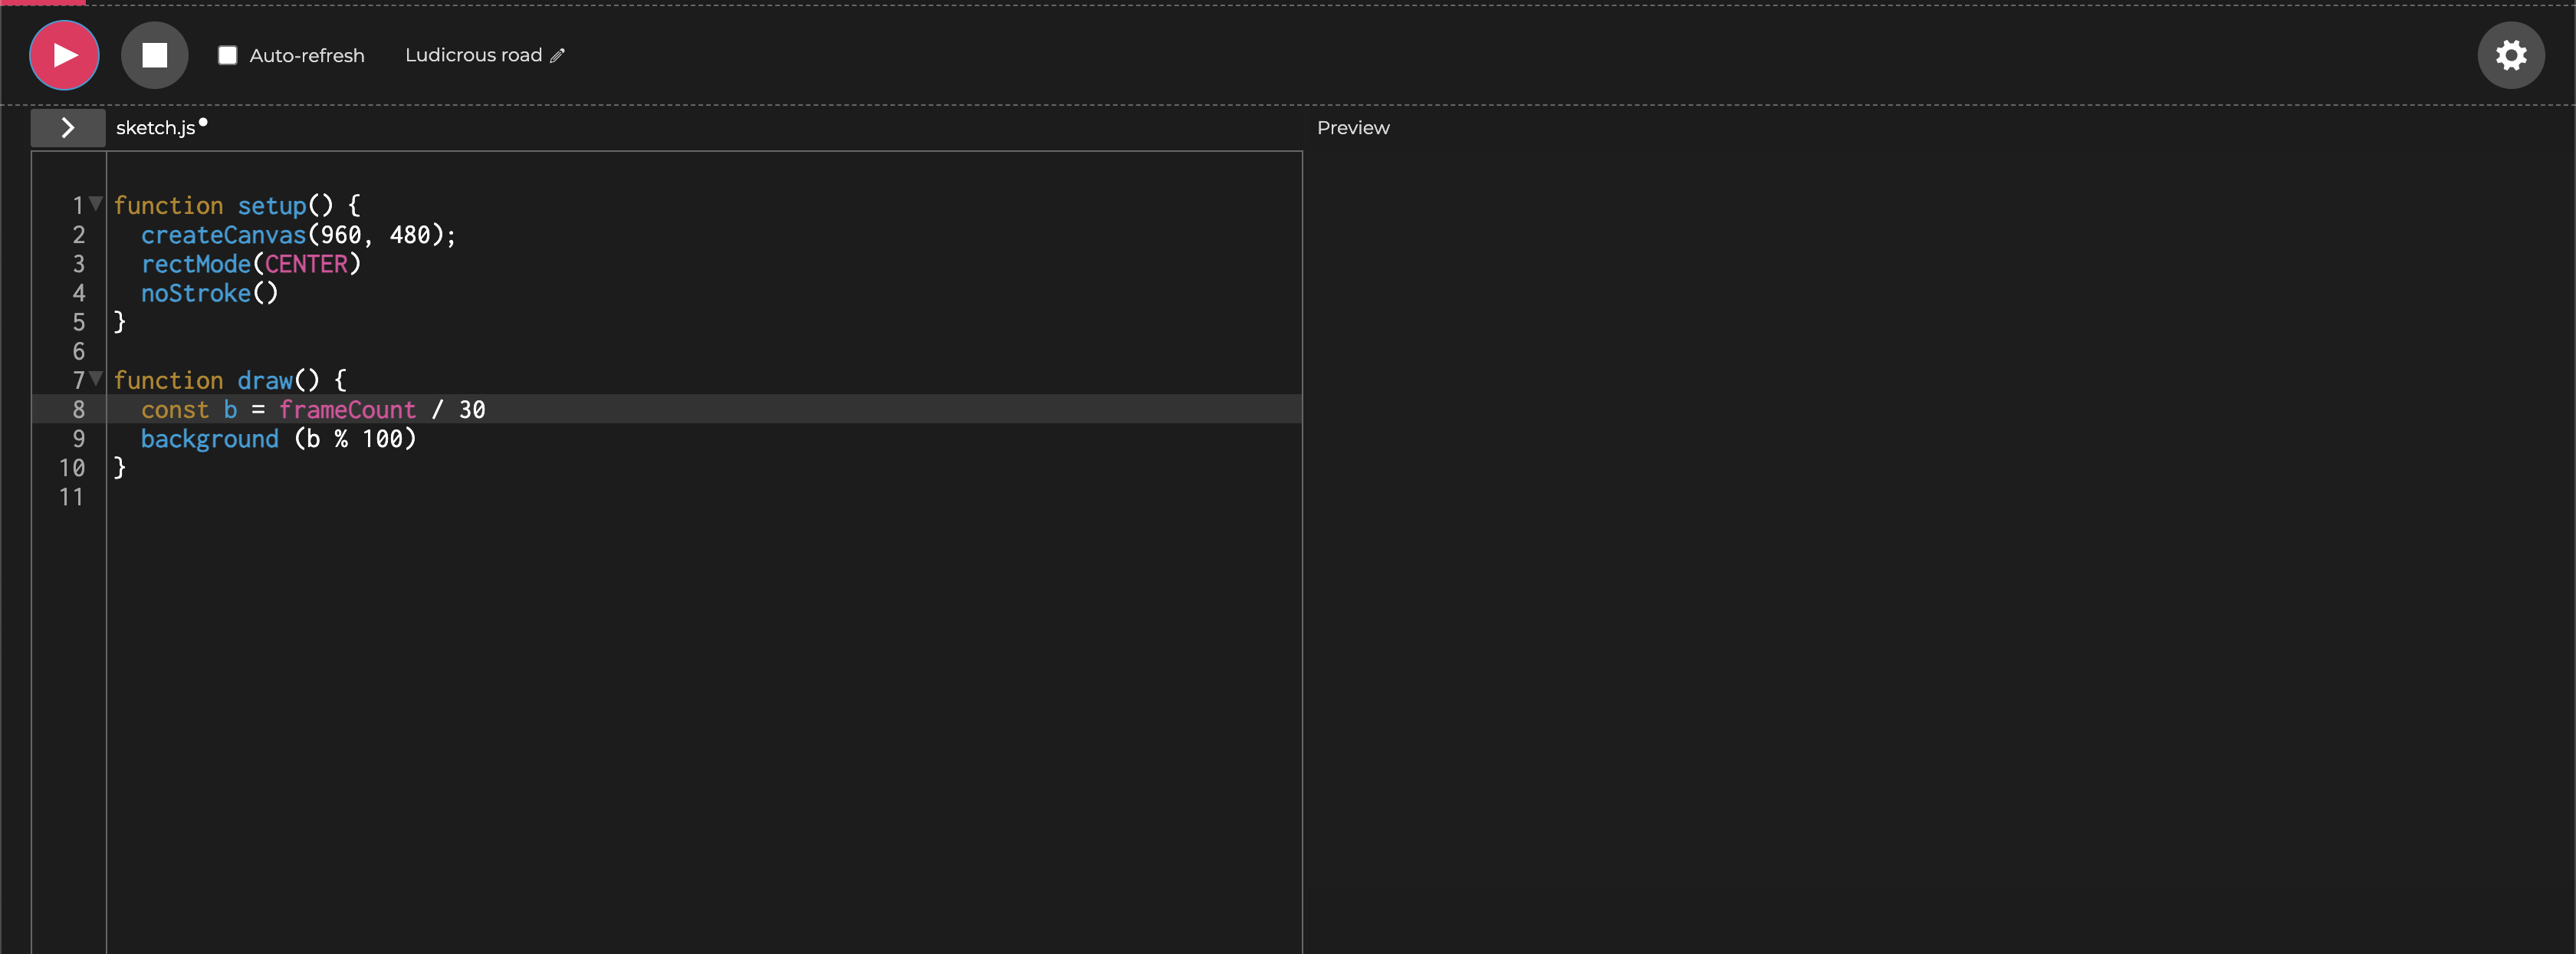 Auto-refresh Ludicrous road
sketch.js Preview
1 function setup() {
2 createCanvas(960, 480);
3 rectMode(CENTER)
4 noStroke()
5 }
6
7 function draw() {
8 const b = frameCount / 30
9 background (b % 100)
10 }
11